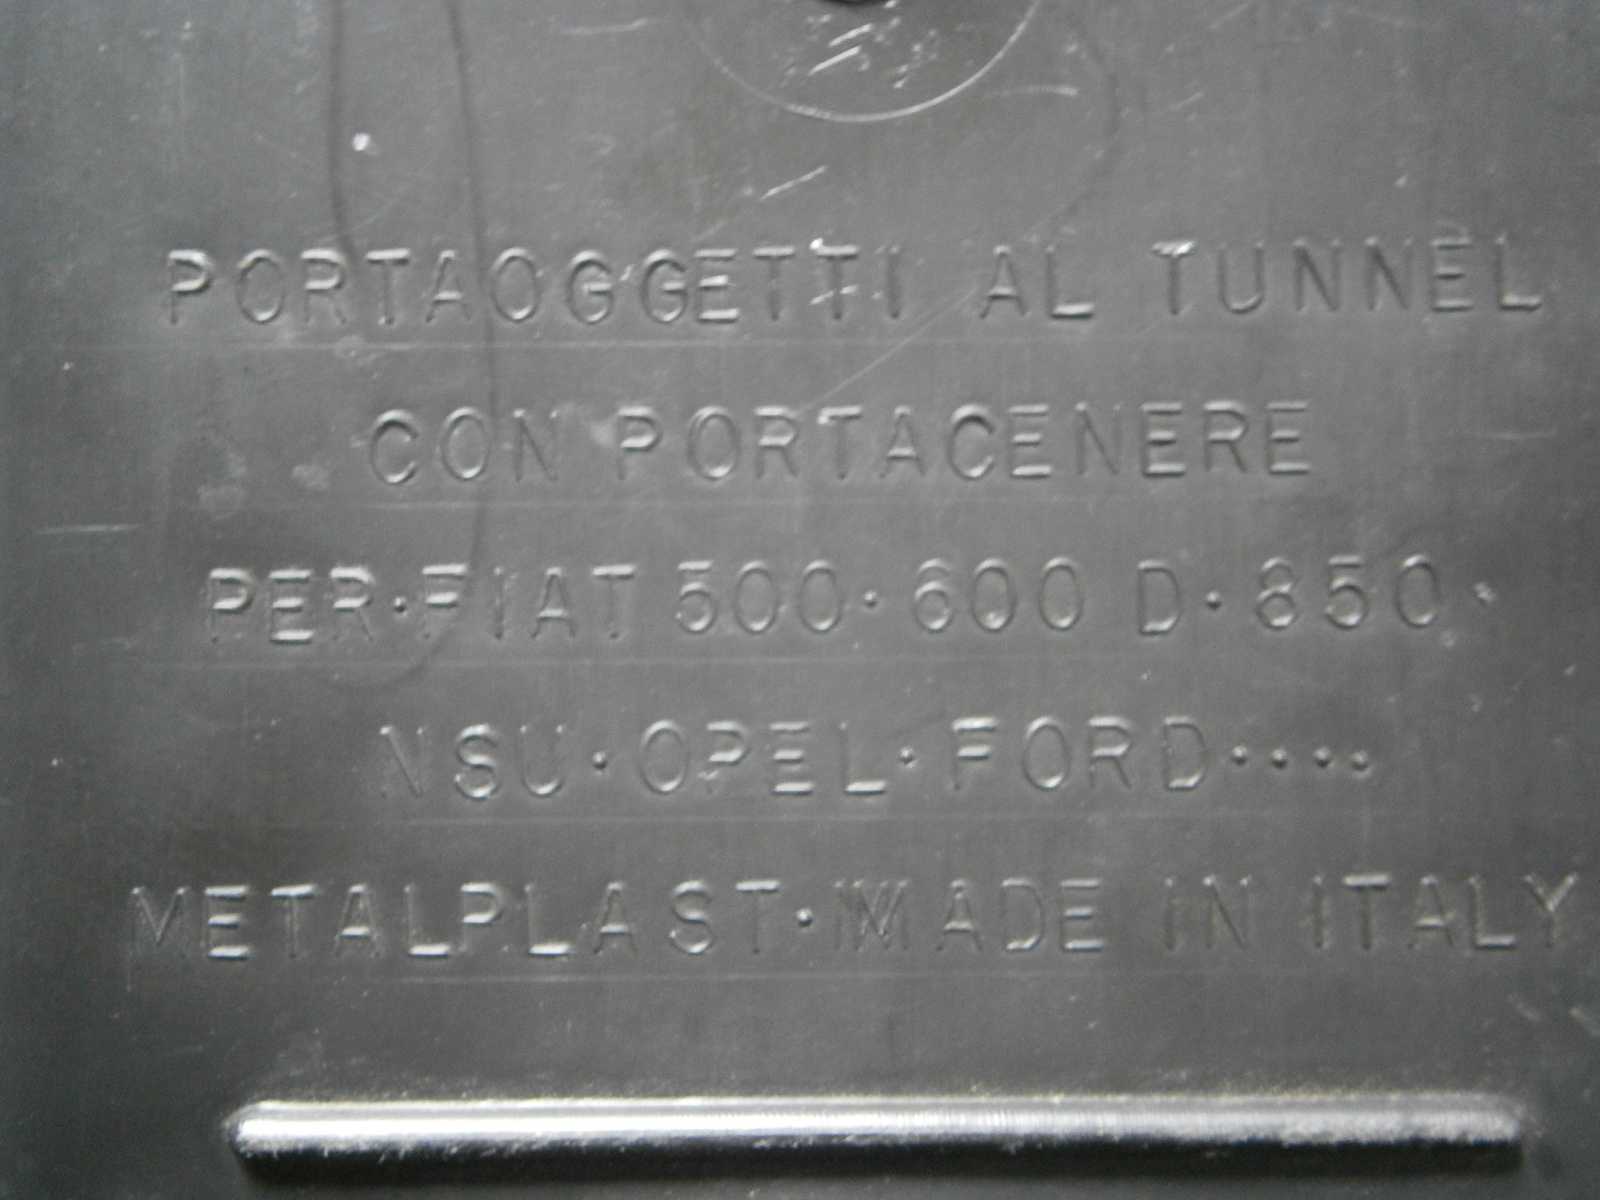 PORTAOGGETTI AL TUNNEL
CON PORTACENERE
PER·FIAT 500·600 D·850·
NSU·OPEL·FORD····
METALPLAST·MADE IN ITALY